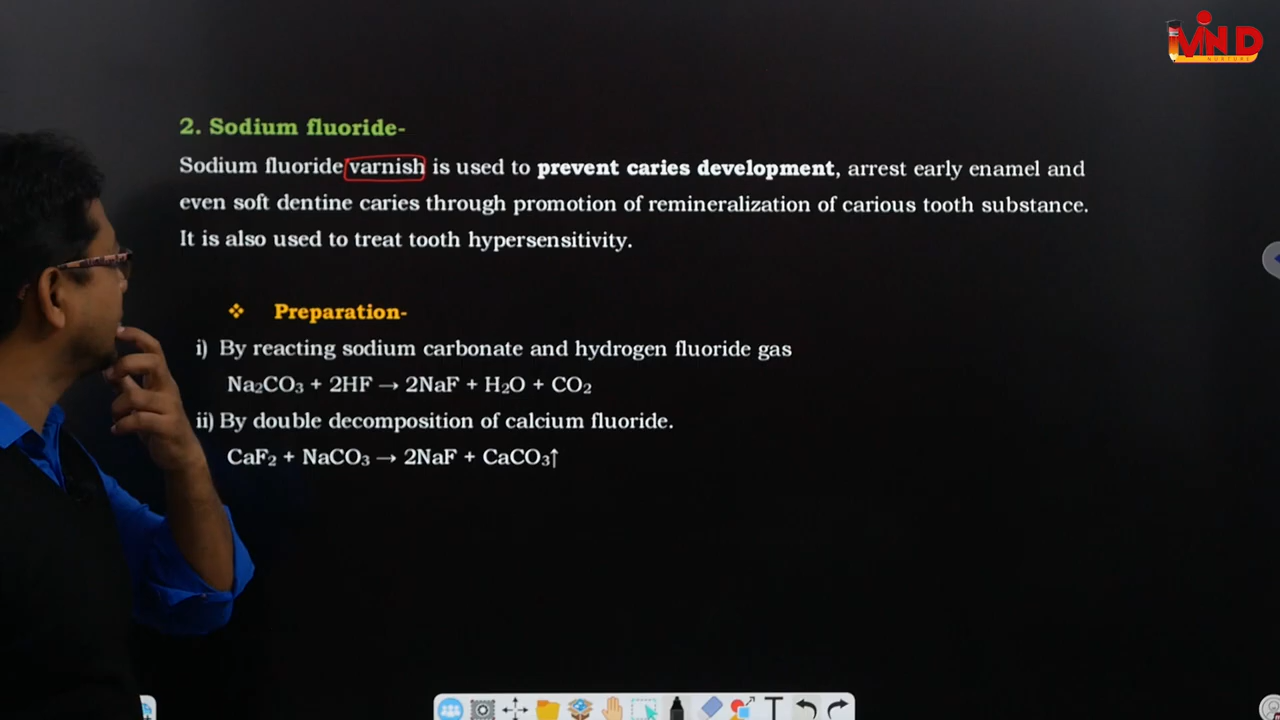 MIND
NURTURE
2. Sodium fluoride-
Sodium fluoride varnish is used to prevent caries development, arrest early enamel and
even soft dentine caries through promotion of remineralization of carious tooth substance.
It is also used to treat tooth hypersensitivity.
❖ Preparation-
i) By reacting sodium carbonate and hydrogen fluoride gas
Na₂CO₃ + 2HF → 2NaF + H₂O + CO₂
ii) By double decomposition of calcium fluoride.
CaF₂ + NaCO₃ → 2NaF + CaCO₃↑
T